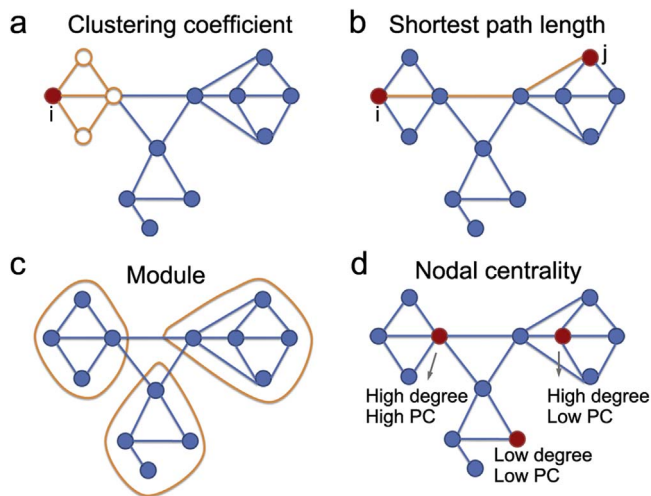 a
Clustering coefficient
i
b
Shortest path length
i
j
c
Module
d
Nodal centrality
High degree
High PC
High degree
Low PC
Low degree
Low PC